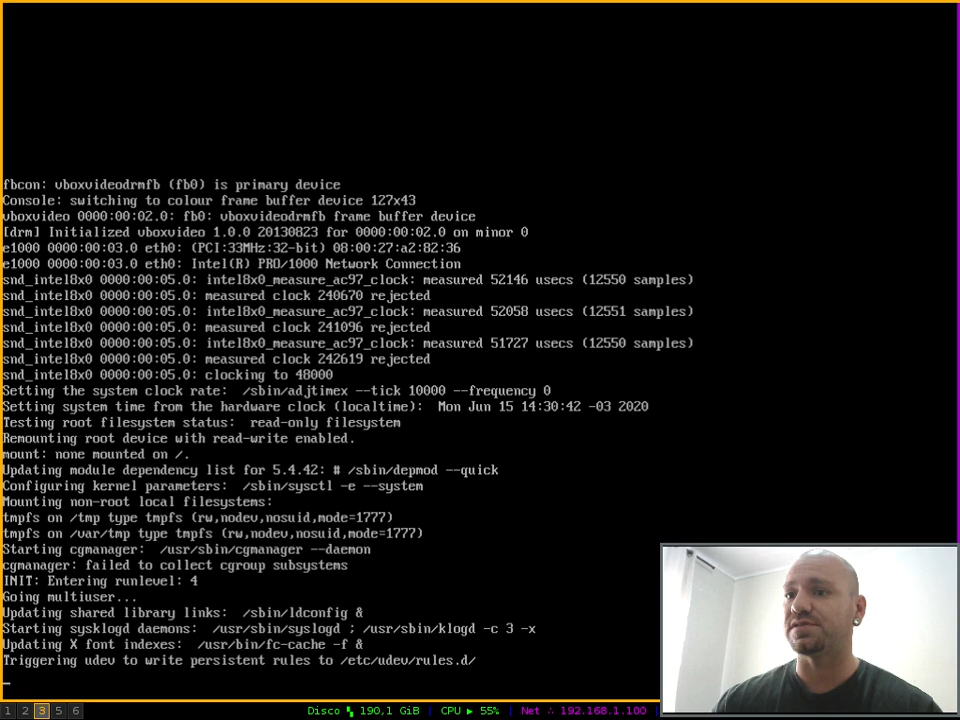 fbcon: vboxvideodrmfb (fb0) is primary device
Console: switching to colour frame buffer device 127x43
vboxvideo 0000:00:02.0: fb0: vboxvideodrmfb frame buffer device
[drm] Initialized vboxvideo 1.0.0 20130823 for 0000:00:02.0 on minor 0
e1000 0000:00:03.0 eth0: (PCI:33MHz:32-bit) 08:00:27:a2:82:36
e1000 0000:00:03.0 eth0: Intel(R) PRO/1000 Network Connection
snd_intel8x0 0000:00:05.0: intel8x0_measure_ac97_clock: measured 52146 usecs (12550 samples)
snd_intel8x0 0000:00:05.0: measured clock 240670 rejected
snd_intel8x0 0000:00:05.0: intel8x0_measure_ac97_clock: measured 52058 usecs (12551 samples)
snd_intel8x0 0000:00:05.0: measured clock 241096 rejected
snd_intel8x0 0000:00:05.0: intel8x0_measure_ac97_clock: measured 51727 usecs (12550 samples)
snd_intel8x0 0000:00:05.0: measured clock 242619 rejected
snd_intel8x0 0000:00:05.0: clocking to 48000
Setting the system clock rate:  /sbin/adjtimex --tick 10000 --frequency 0
Setting system time from the hardware clock (localtime):  Mon Jun 15 14:30:42 -03 2020
Testing root filesystem status:  read-only filesystem
Remounting root device with read-write enabled.
mount: none mounted on /.
Updating module dependency list for 5.4.42: # /sbin/depmod --quick
Configuring kernel parameters:  /sbin/sysctl -e --system
Mounting non-root local filesystems:
tmpfs on /tmp type tmpfs (rw,nodev,nosuid,mode=1777)
tmpfs on /var/tmp type tmpfs (rw,nodev,nosuid,mode=1777)
Starting cgmanager:  /usr/sbin/cgmanager --daemon
cgmanager: failed to collect cgroup subsystems
INIT: Entering runlevel: 4
Going multiuser...
Updating shared library links:  /sbin/ldconfig &
Starting sysklogd daemons:  /usr/sbin/syslogd ; /usr/sbin/klogd -c 3 -x
Updating X font indexes:  /usr/bin/fc-cache -f &
Triggering udev to write persistent rules to /etc/udev/rules.d/
1 2 3 5 6 Disco 190,1 GiB | CPU ► 55% | Net ∴ 192.168.1.100 |